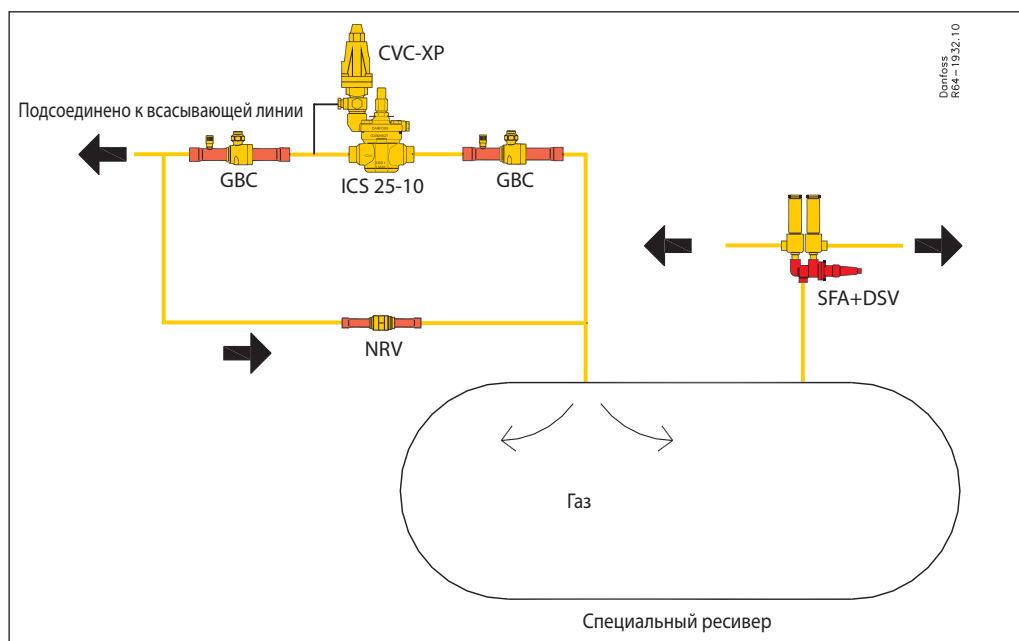 CVC-XP
Danfoss
R64-1932.10
Подсоединено к всасывающей линии
GBC
ICS 25-10
GBC
SFA+DSV
NRV
Газ
Специальный ресивер